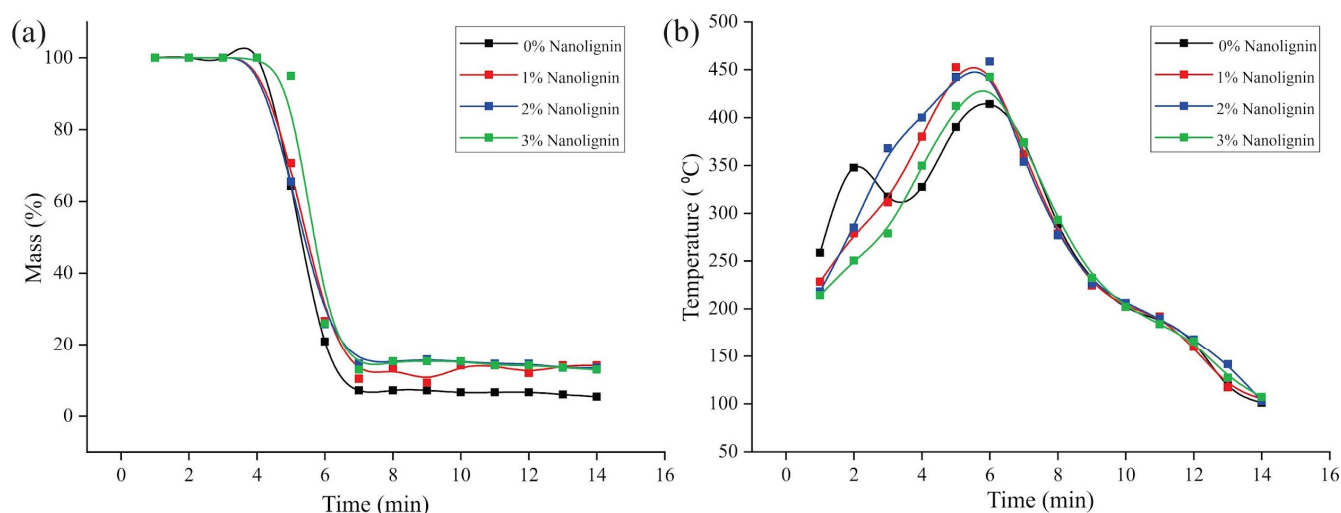 (a)
0% Nanolignin
1% Nanolignin
2% Nanolignin
3% Nanolignin
100
80
60
40
20
0
Mass (%)
0 2 4 6 8 10 12 14 16
Time (min)
(b)
0% Nanolignin
1% Nanolignin
2% Nanolignin
3% Nanolignin
500
450
400
350
300
250
200
150
100
50
Temperature ( ⁰C)
0 2 4 6 8 10 12 14 16
Time (min)